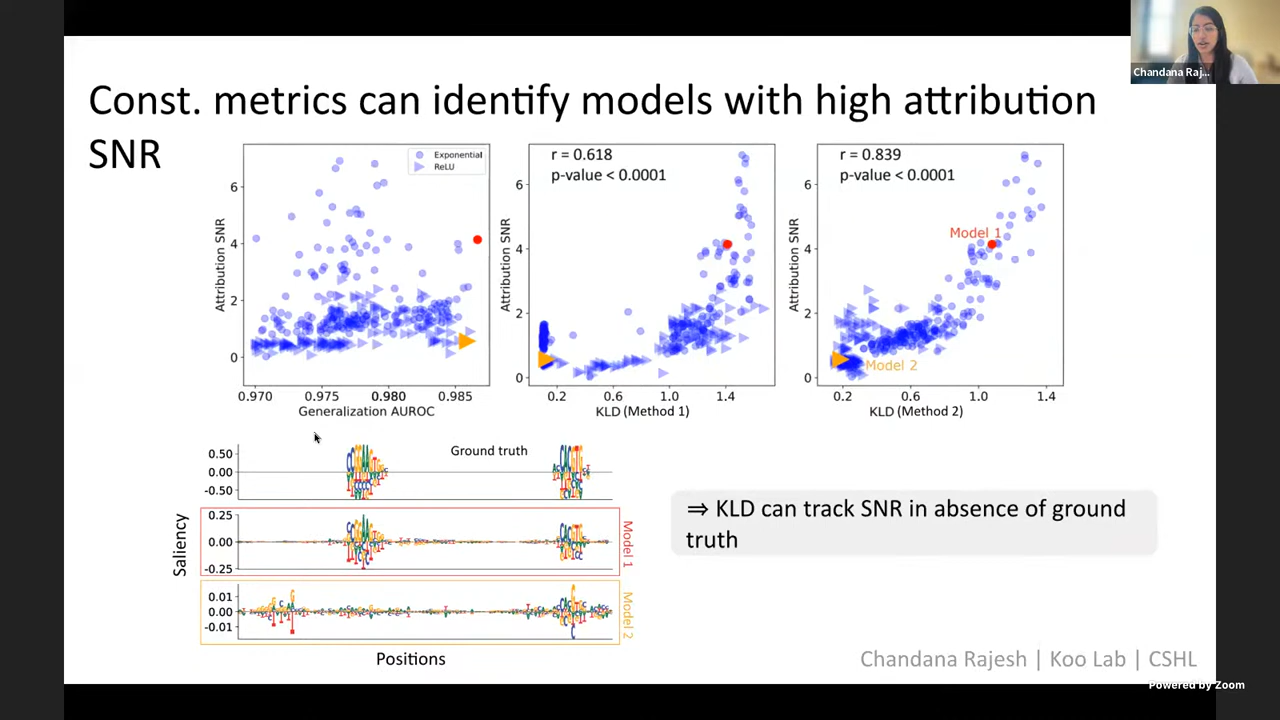 Chandana Raj...
Const. metrics can identify models with high attribution
SNR
Exponential
ReLU
6
4
2
0
Attribution SNR
0.970
0.975
0.980
0.985
Generalization AUROC
r = 0.618
p-value < 0.0001
6
4
2
0
Attribution SNR
0.2
0.6
1.0
1.4
KLD (Method 1)
r = 0.839
p-value < 0.0001
Model 1
Model 2
6
4
2
0
Attribution SNR
0.2
0.6
1.0
1.4
KLD (Method 2)
Ground truth
0.50
0.00
-0.50
Saliency
0.25
0.00
-0.25
Model 1
0.01
0.00
-0.01
Model 2
Positions
⇒ KLD can track SNR in absence of ground
truth
Chandana Rajesh | Koo Lab | CSHL
Powered by Zoom